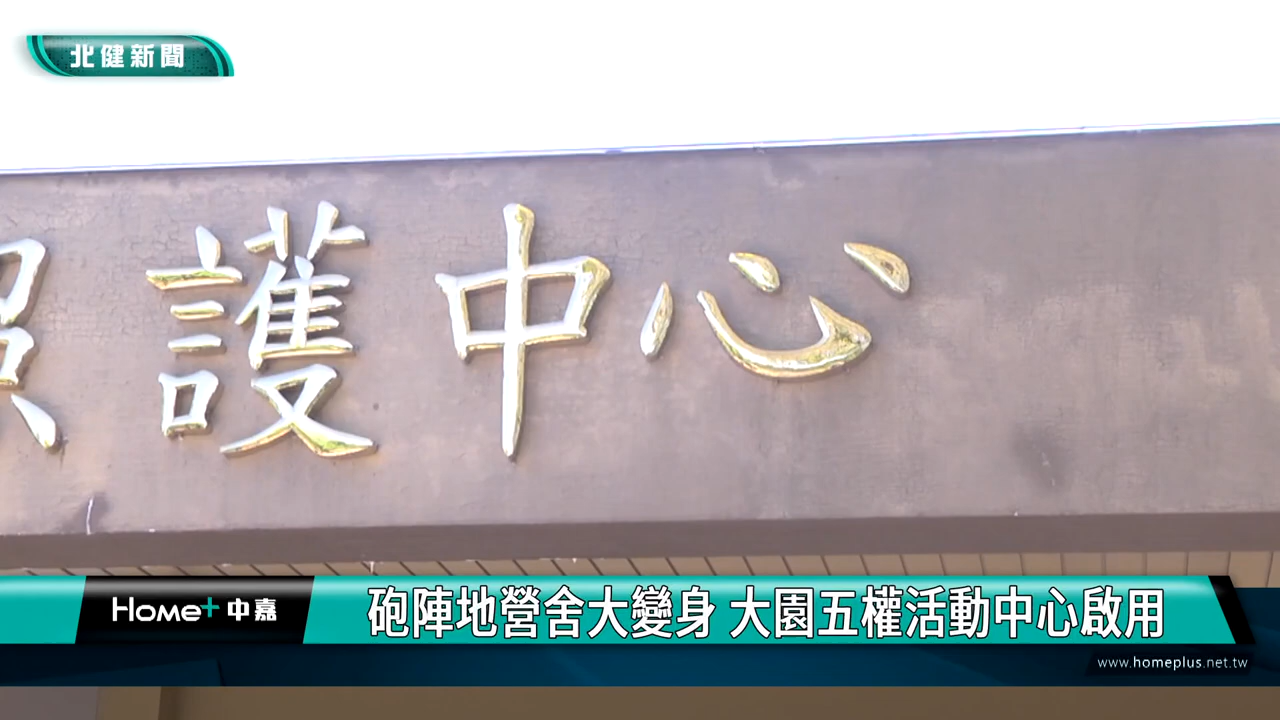 北健新聞
照護中心
Home+中嘉
砲陣地營舍大變身 大園五權活動中心啟用
www.homeplus.net.tw